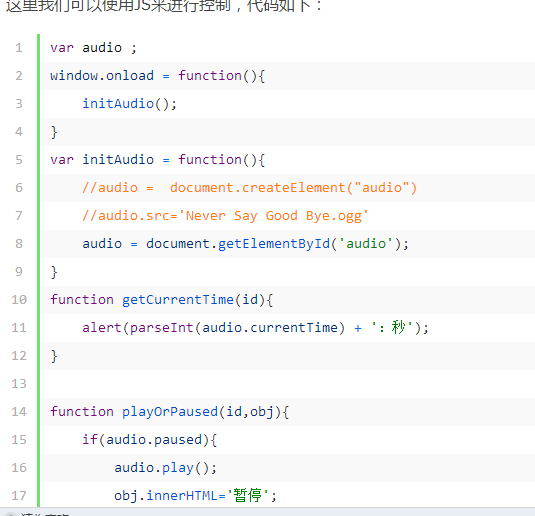 这里我们可以使用JS来进行控制，代码如下：
1 var audio ;
2 window.onload = function(){
3     initAudio();
4 }
5 var initAudio = function(){
6     //audio =  document.createElement("audio")
7     //audio.src='Never Say Good Bye.ogg'
8     audio = document.getElementById('audio');
9 }
10 function getCurrentTime(id){
11     alert(parseInt(audio.currentTime) + '：秒');
12 }
13
14 function playOrPaused(id,obj){
15     if(audio.paused){
16         audio.play();
17         obj.innerHTML='暂停';